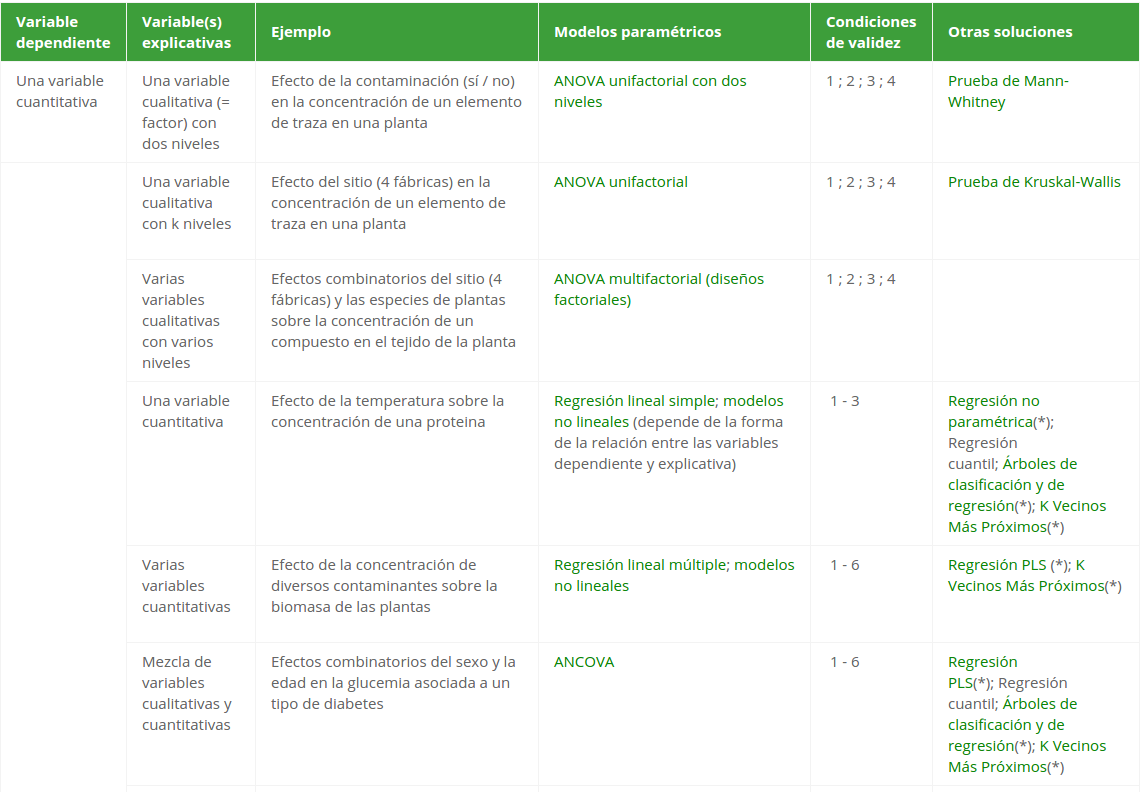 Variable
dependiente
Variable(s)
explicativas
Ejemplo
Modelos paramétricos
Condiciones
de validez
Otras soluciones
Una variable
cuantitativa
Una variable
cualitativa (=
factor) con
dos niveles
Efecto de la contaminación (sí / no)
en la concentración de un elemento
de traza en una planta
ANOVA unifactorial con dos
niveles
1 ; 2 ; 3 ; 4
Prueba de Mann-
Whitney
Una variable
cualitativa
con k niveles
Efecto del sitio (4 fábricas) en la
concentración de un elemento de
traza en una planta
ANOVA unifactorial
1 ; 2 ; 3 ; 4
Prueba de Kruskal-Wallis
Varias
variables
cualitativas
con varios
niveles
Efectos combinatorios del sitio (4
fábricas) y las especies de plantas
sobre la concentración de un
compuesto en el tejido de la planta
ANOVA multifactorial (diseños
factoriales)
1 ; 2 ; 3 ; 4
Una variable
cuantitativa
Efecto de la temperatura sobre la
concentración de una proteina
Regresión lineal simple; modelos
no lineales (depende de la forma
de la relación entre las variables
dependiente y explicativa)
1 - 3
Regresión no
paramétrica(*);
Regresión
cuantil; Árboles de
clasificación y de
regresión(*); K Vecinos
Más Próximos(*)
Varias
variables
cuantitativas
Efecto de la concentración de
diversos contaminantes sobre la
biomasa de las plantas
Regresión lineal múltiple; modelos
no lineales
1 - 6
Regresión PLS (*); K
Vecinos Más Próximos(*)
Mezcla de
variables
cualitativas y
cuantitativas
Efectos combinatorios del sexo y la
edad en la glucemia asociada a un
tipo de diabetes
ANCOVA
1 - 6
Regresión
PLS(*); Regresión
cuantil; Árboles de
clasificación y de
regresión(*); K Vecinos
Más Próximos(*)